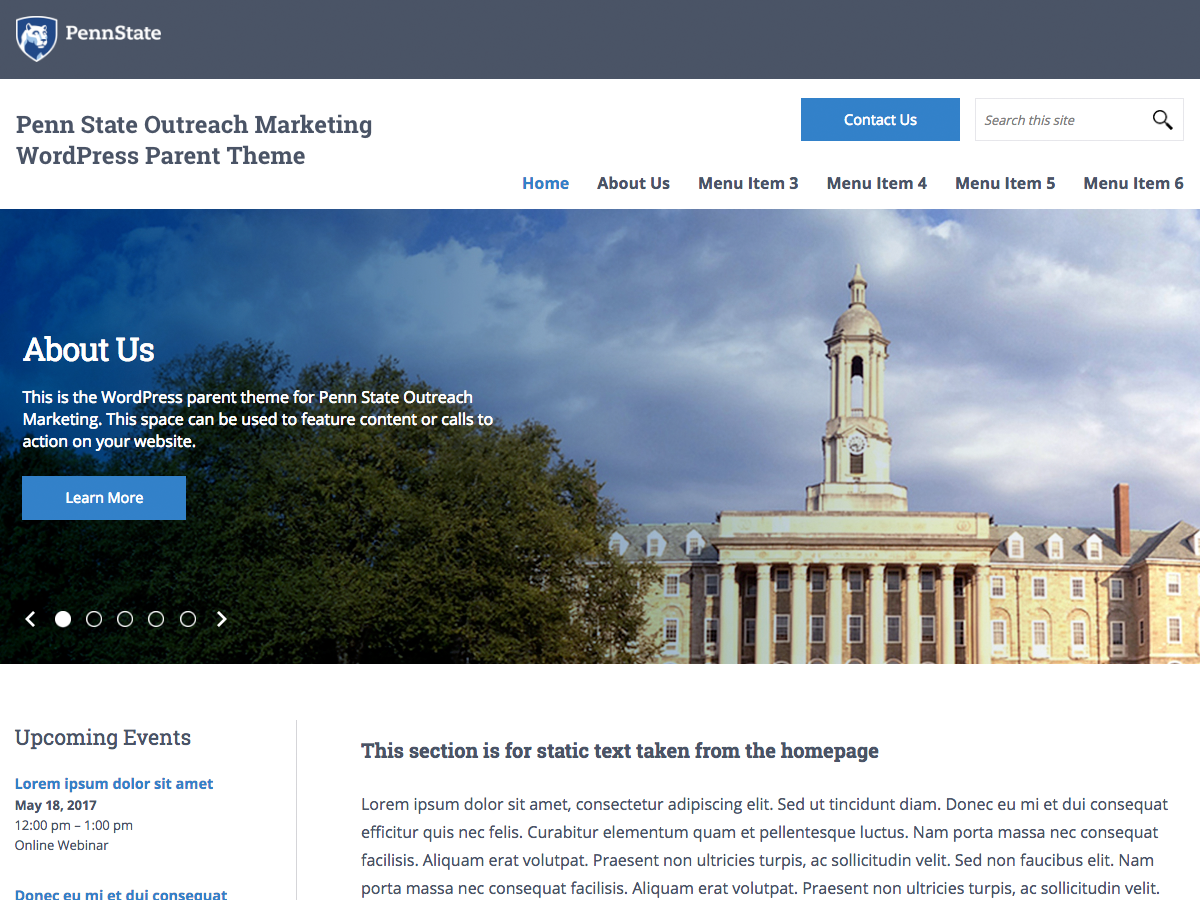 PennState
Penn State Outreach Marketing
WordPress Parent Theme
Contact Us
Search this site
Home
About Us
Menu Item 3
Menu Item 4
Menu Item 5
Menu Item 6
About Us
This is the WordPress parent theme for Penn State Outreach
Marketing. This space can be used to feature content or calls to
action on your website.
Learn More
Upcoming Events
Lorem ipsum dolor sit amet
May 18, 2017
12:00 pm – 1:00 pm
Online Webinar
Donec eu mi et dui consequat
This section is for static text taken from the homepage
Lorem ipsum dolor sit amet, consectetur adipiscing elit. Sed ut tincidunt diam. Donec eu mi et dui consequat
efficitur quis nec felis. Curabitur elementum quam et pellentesque luctus. Nam porta massa nec consequat
facilisis. Aliquam erat volutpat. Praesent non ultricies turpis, ac sollicitudin velit. Sed non faucibus elit. Nam
porta massa nec consequat facilisis. Aliquam erat volutpat. Praesent non ultricies turpis, ac sollicitudin velit.